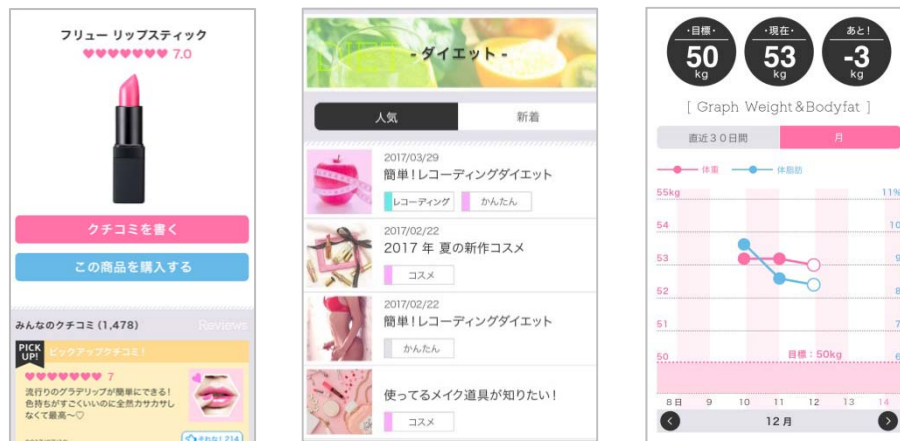 フリュー リップスティック
♥♥♥♥♥♥♥ 7.0
クチコミを書く
この商品を購入する
みんなのクチコミ (1,478)
Reviews
PICK UP!
ピックアップクチコミ!
♥♥♥♥♥♥♥ 7
流行りのグラデリップが簡単にできる!
色持ちがすごくいいのに全然カサカサし
なくて最高〜♡
それな! 214
- ダイエット -
人気
新着
2017/03/29
簡単!レコーディングダイエット
レコーディング
かんたん
2017/02/22
2017 年 夏の新作コスメ
コスメ
2017/02/22
簡単!レコーディングダイエット
かんたん
使ってるメイク道具が知りたい!
コスメ
・目標・
50
kg
・現在・
53
kg
あと!
-3
kg
[ Graph Weight&Bodyfat ]
直近30日間
月
体重
体脂肪
55kg
11%
54
10
53
9
52
8
51
7
目標:50kg
50
6
8日
9
10
11
12
13
14
12月